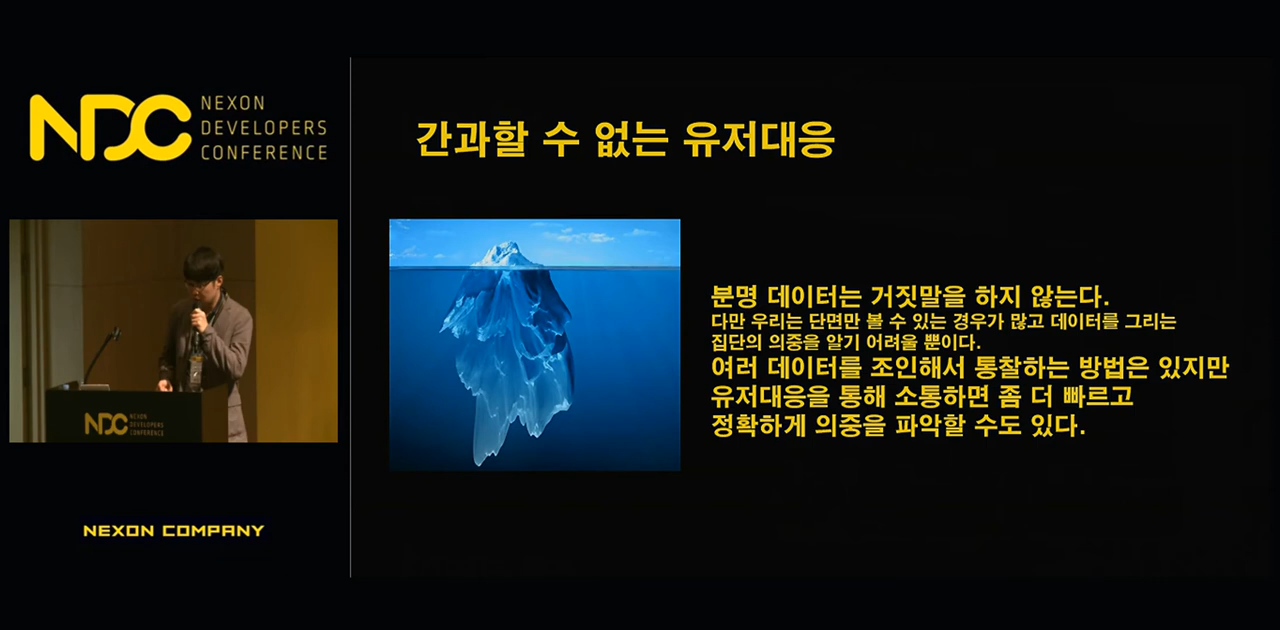 NDC
NEXON
DEVELOPERS
CONFERENCE
간과할 수 없는 유저대응
분명 데이터는 거짓말을 하지 않는다.
다만 우리는 단면만 볼 수 있는 경우가 많고 데이터를 그리는
집단의 의중을 알기 어려울 뿐이다.
여러 데이터를 조인해서 통찰하는 방법은 있지만
유저대응을 통해 소통하면 좀 더 빠르고
정확하게 의중을 파악할 수도 있다.
NDC
NEXON
DEVELOPERS
CONFERENCE
NEXON COMPANY